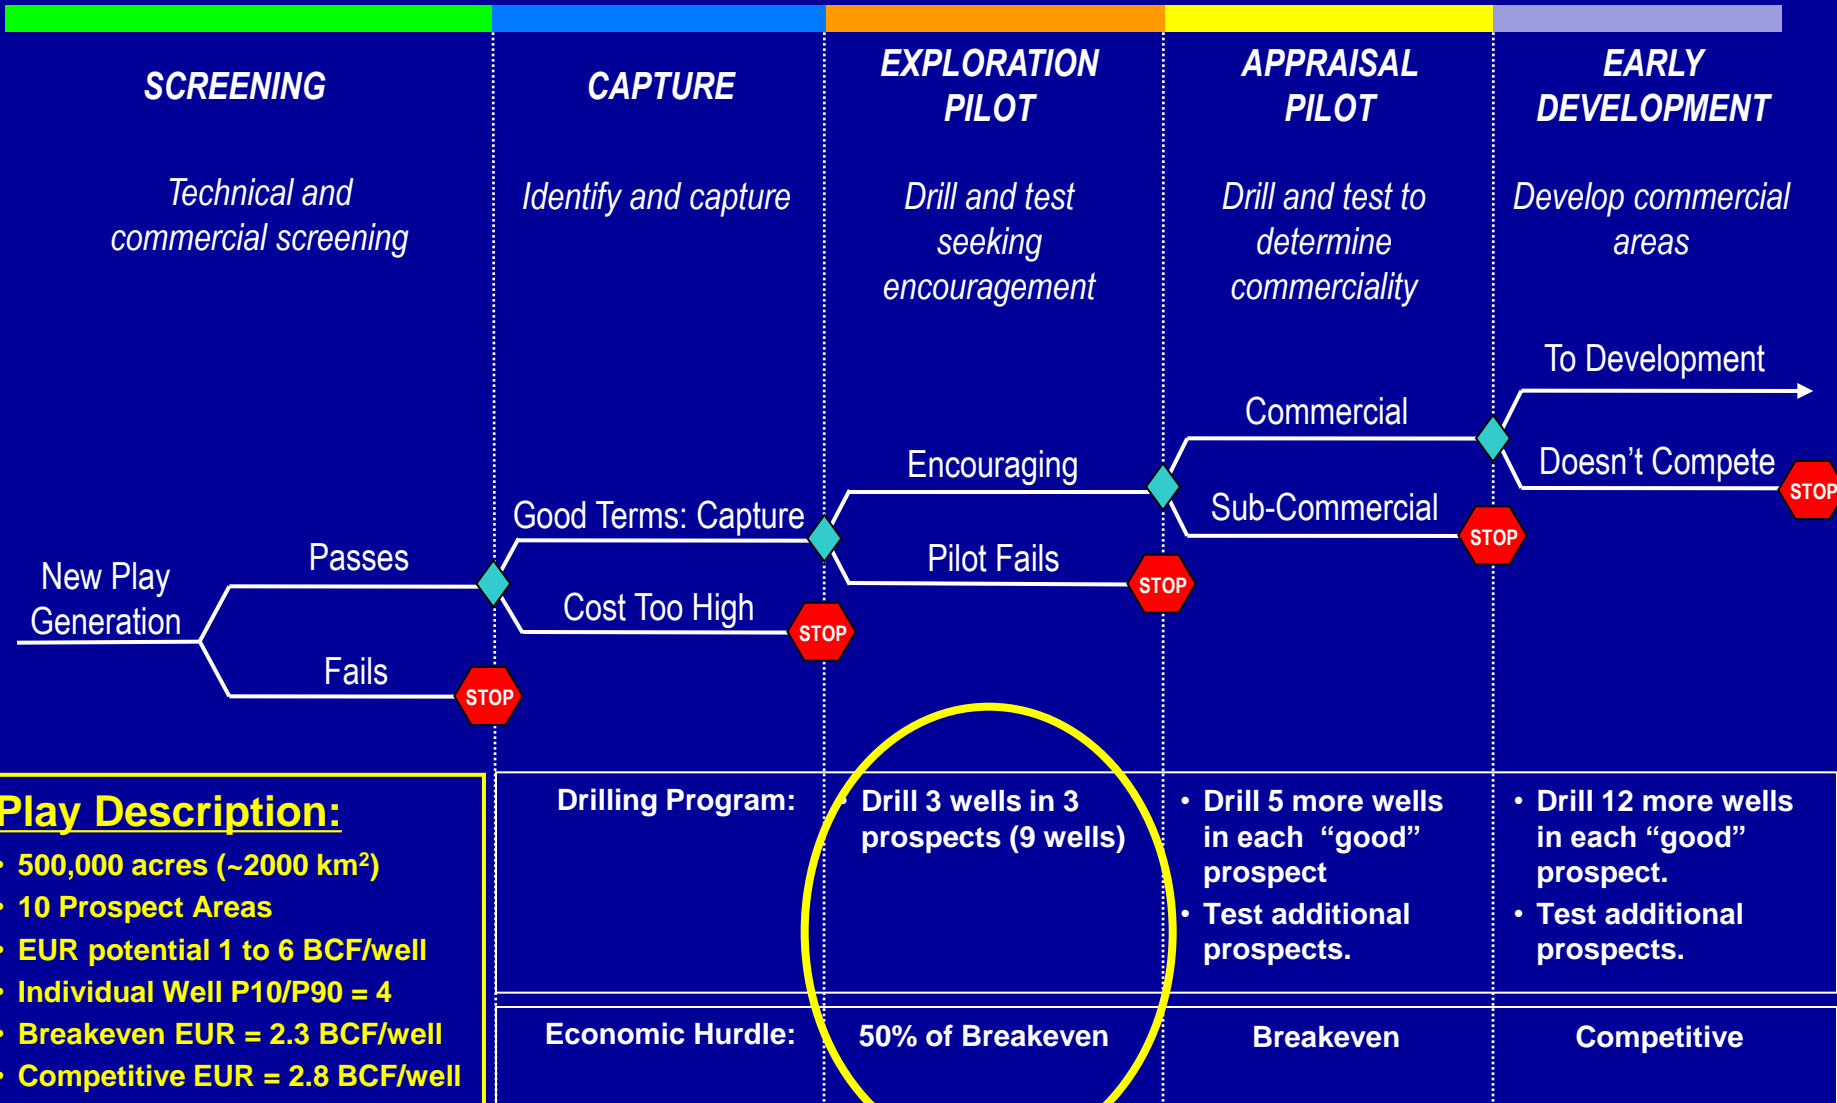 SCREENING
Technical and
commercial screening
CAPTURE
Identify and capture
EXPLORATION
PILOT
Drill and test
seeking
encouragement
APPRAISAL
PILOT
Drill and test to
determine
commerciality
EARLY
DEVELOPMENT
Develop commercial
areas
New Play
Generation
Passes
Fails
STOP
Good Terms: Capture
Cost Too High
STOP
Encouraging
Pilot Fails
STOP
Commercial
Sub-Commercial
STOP
To Development
Doesn't Compete
STOP
Play Description:
• 500,000 acres (~2000 km²)
• 10 Prospect Areas
• EUR potential 1 to 6 BCF/well
• Individual Well P10/P90 = 4
• Breakeven EUR = 2.3 BCF/well
• Competitive EUR = 2.8 BCF/well
Drilling Program:
• Drill 3 wells in 3
prospects (9 wells)
• Drill 5 more wells
in each “good”
prospect
• Test additional
prospects.
• Drill 12 more wells
in each “good”
prospect.
• Test additional
prospects.
Economic Hurdle:
50% of Breakeven
Breakeven
Competitive